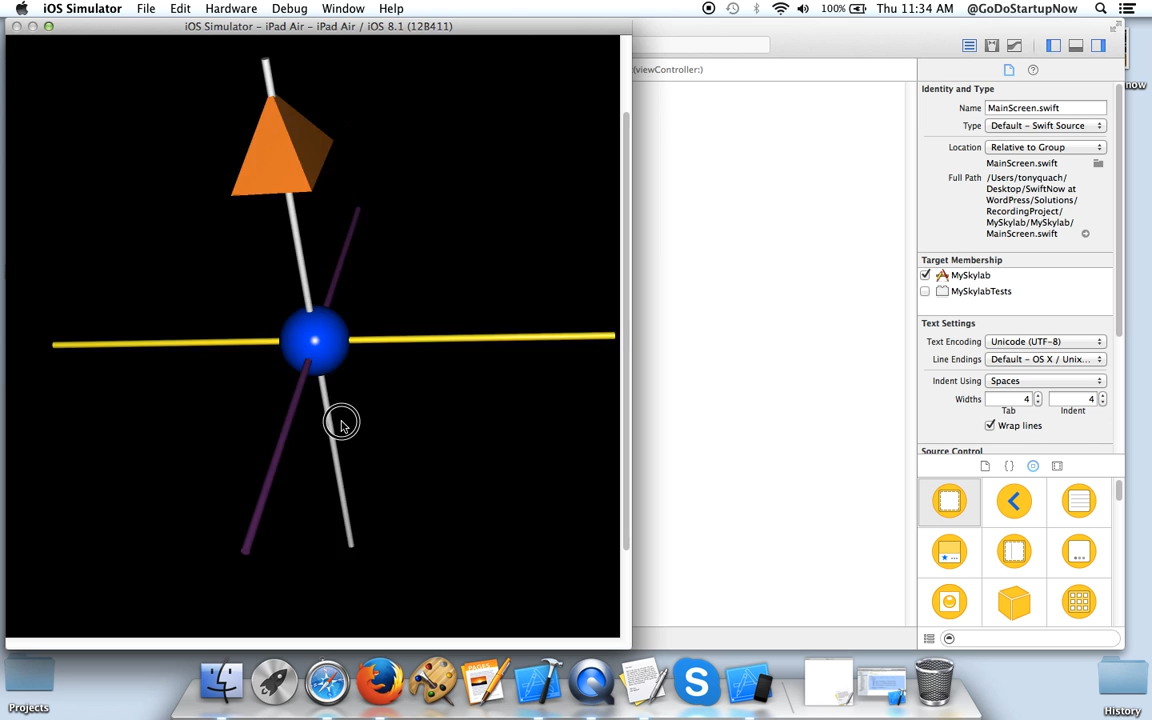 iOS Simulator File Edit Hardware Debug Window Help 100% Thu 11:34 AM @GoDoStartupNow
iOS Simulator – iPad Air – iPad Air / iOS 8.1 (12B411)
(viewController:)
now
Identity and Type
Name MainScreen.swift
Type Default – Swift Source
Location Relative to Group
MainScreen.swift
Full Path /Users/tonyquach/
Desktop/SwiftNow at
WordPress/Solutions/
RecordingProject/
MySkylab/MySkylab/
MainScreen.swift
Target Membership
MySkylab
MySkylabTests
Text Settings
Text Encoding Unicode (UTF-8)
Line Endings Default – OS X / Unix...
Indent Using Spaces
Widths 4 4
Tab Indent
Wrap lines
Source Control
{ }
PAGES
S
Projects
History